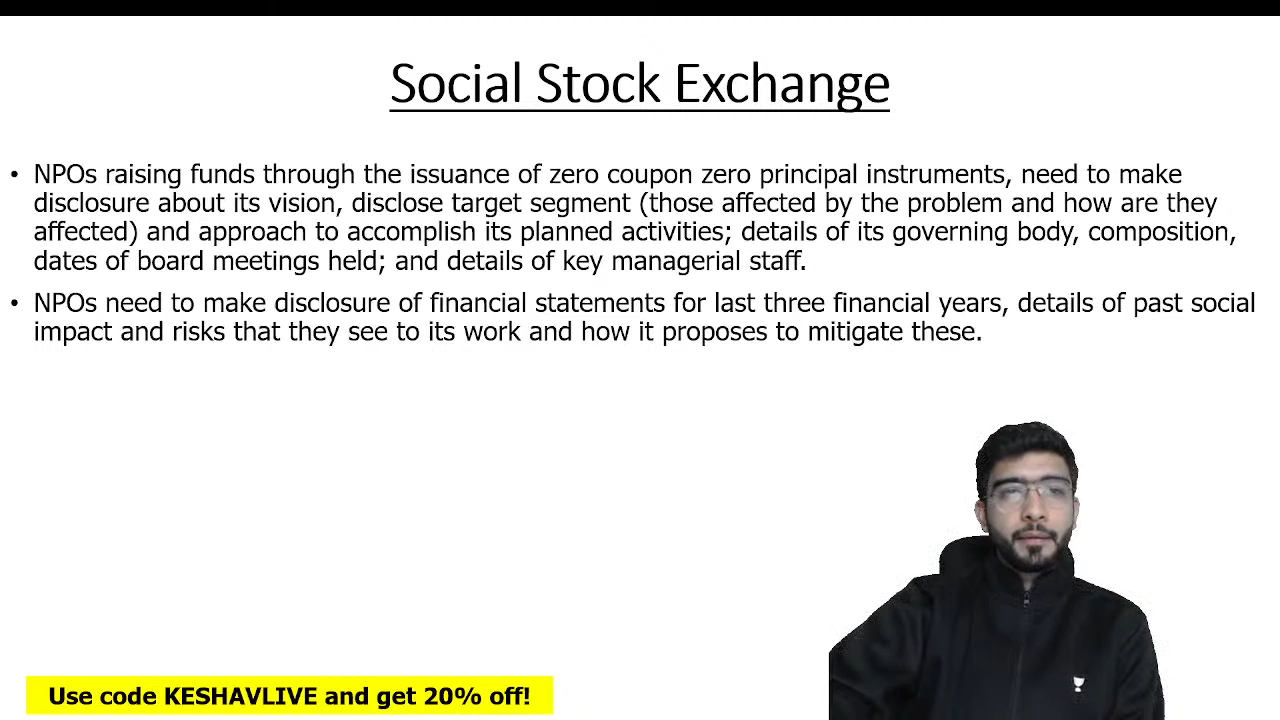 Social Stock Exchange
• NPOs raising funds through the issuance of zero coupon zero principal instruments, need to make
disclosure about its vision, disclose target segment (those affected by the problem and how are they
affected) and approach to accomplish its planned activities; details of its governing body, composition,
dates of board meetings held; and details of key managerial staff.
• NPOs need to make disclosure of financial statements for last three financial years, details of past social
impact and risks that they see to its work and how it proposes to mitigate these.
Use code KESHAVLIVE and get 20% off!